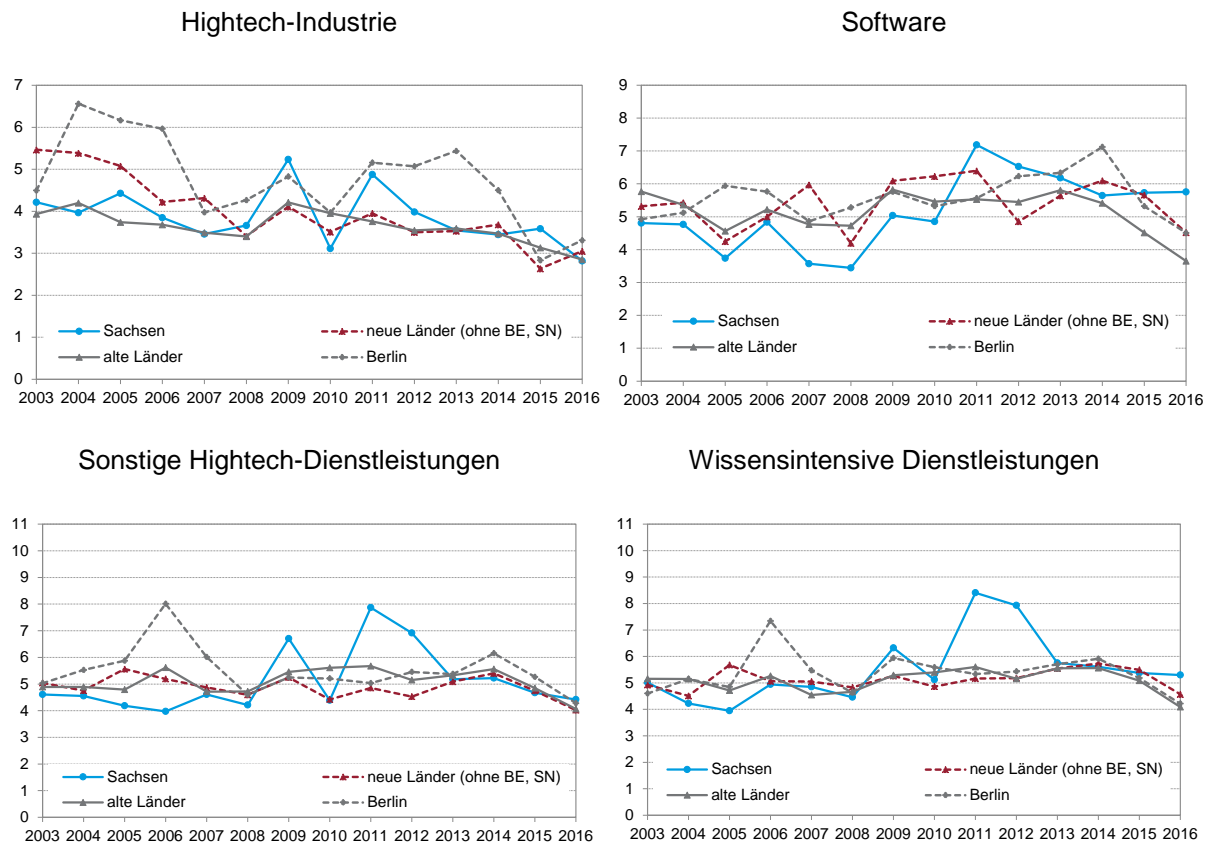 Hightech-Industrie
7
6
5
4
3
2
1
0
Sachsen
neue Länder (ohne BE, SN)
alte Länder
Berlin
2003 2004 2005 2006 2007 2008 2009 2010 2011 2012 2013 2014 2015 2016
Software
9
8
7
6
5
4
3
2
1
0
Sachsen
neue Länder (ohne BE, SN)
alte Länder
Berlin
2003 2004 2005 2006 2007 2008 2009 2010 2011 2012 2013 2014 2015 2016
Sonstige Hightech-Dienstleistungen
11
10
9
8
7
6
5
4
3
2
1
0
Sachsen
neue Länder (ohne BE, SN)
alte Länder
Berlin
2003 2004 2005 2006 2007 2008 2009 2010 2011 2012 2013 2014 2015 2016
Wissensintensive Dienstleistungen
11
10
9
8
7
6
5
4
3
2
1
0
Sachsen
neue Länder (ohne BE, SN)
alte Länder
Berlin
2003 2004 2005 2006 2007 2008 2009 2010 2011 2012 2013 2014 2015 2016